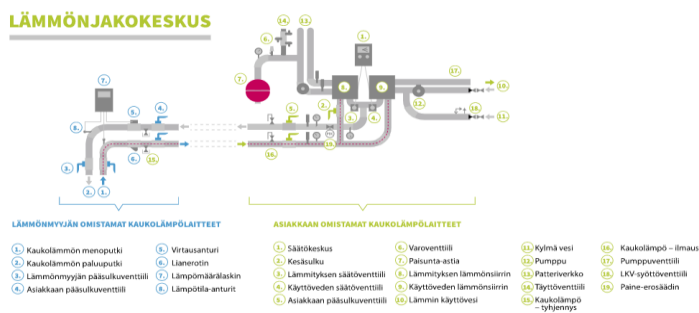 LÄMMÖNJAKOKESKUS
LÄMMÖNMYYJÄN OMISTAMAT KAUKOLÄMPÖLAITTEET
1. Kaukolämmön menoputki
2. Kaukolämmön paluuputki
3. Lämmönmyyjän pääsulkuventtiili
4. Asiakkaan pääsulkuventtiili
5. Virtausanturi
6. Lianerotin
7. Lämpömäärälaskin
8. Lämpötila-anturit
ASIAKKAAN OMISTAMAT KAUKOLÄMPÖLAITTEET
1. Säätökeskus
2. Kesäsulku
3. Lämmityksen säätöventtiili
4. Käyttöveden säätöventtiili
5. Asiakkaan pääsulkuventtiili
6. Varoventtiili
7. Paisunta-astia
8. Lämmityksen lämmönsiirrin
9. Käyttöveden lämmönsiirrin
10. Lämmin käyttövesi
11. Kylmä vesi
12. Pumppu
13. Patteriverkko
14. Täyttöventtiili
15. Kaukolämpö
– tyhjennys
16. Kaukolämpö – ilmaus
17. Pumppuventtiili
18. LKV-syöttöventtiili
19. Paine-erosäädin